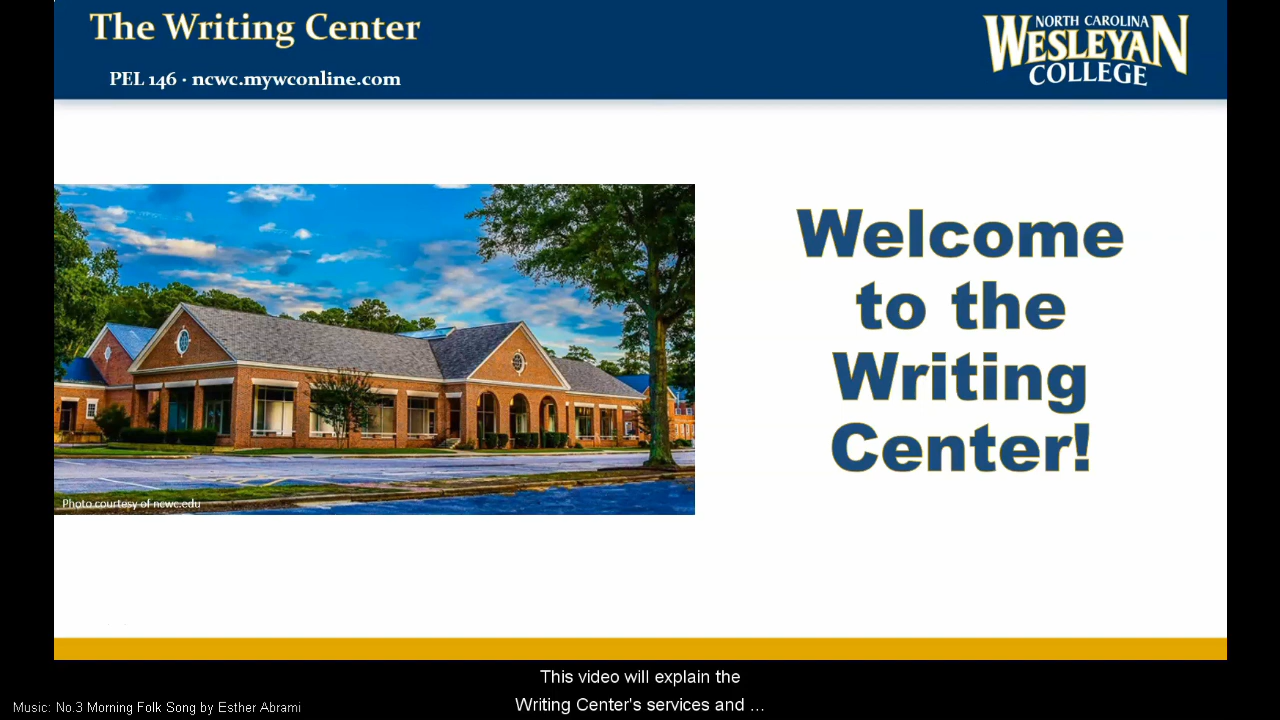 The Writing Center
PEL 146 · ncwc.mywconline.com
NORTH CAROLINA
WESLEYAN
COLLEGE
Welcome
to the
Writing
Center!
Photo courtesy of ncwc.edu
This video will explain the
Writing Center's services and ...
Music: No.3 Morning Folk Song by Esther Abrami